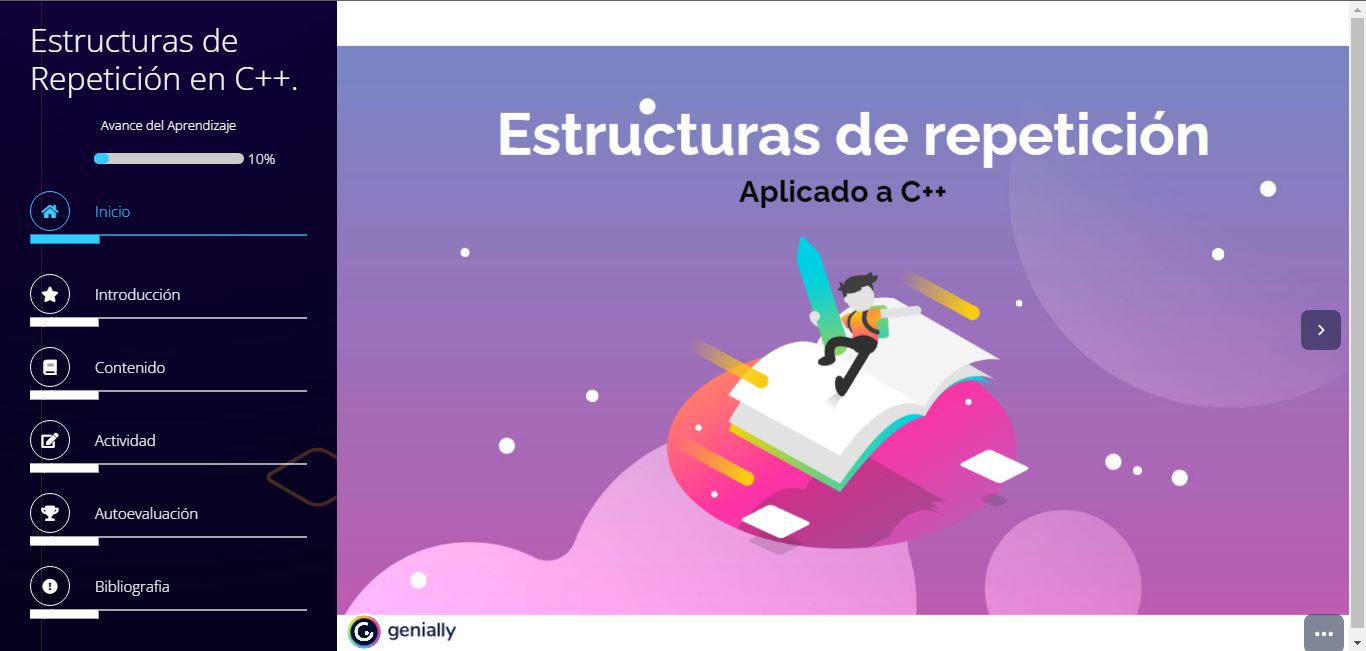 Estructuras de
Repetición en C++.
Avance del Aprendizaje
10%
Inicio
Introducción
Contenido
Actividad
Autoevaluación
Bibliografia
Estructuras de repetición
Aplicado a C++
genially